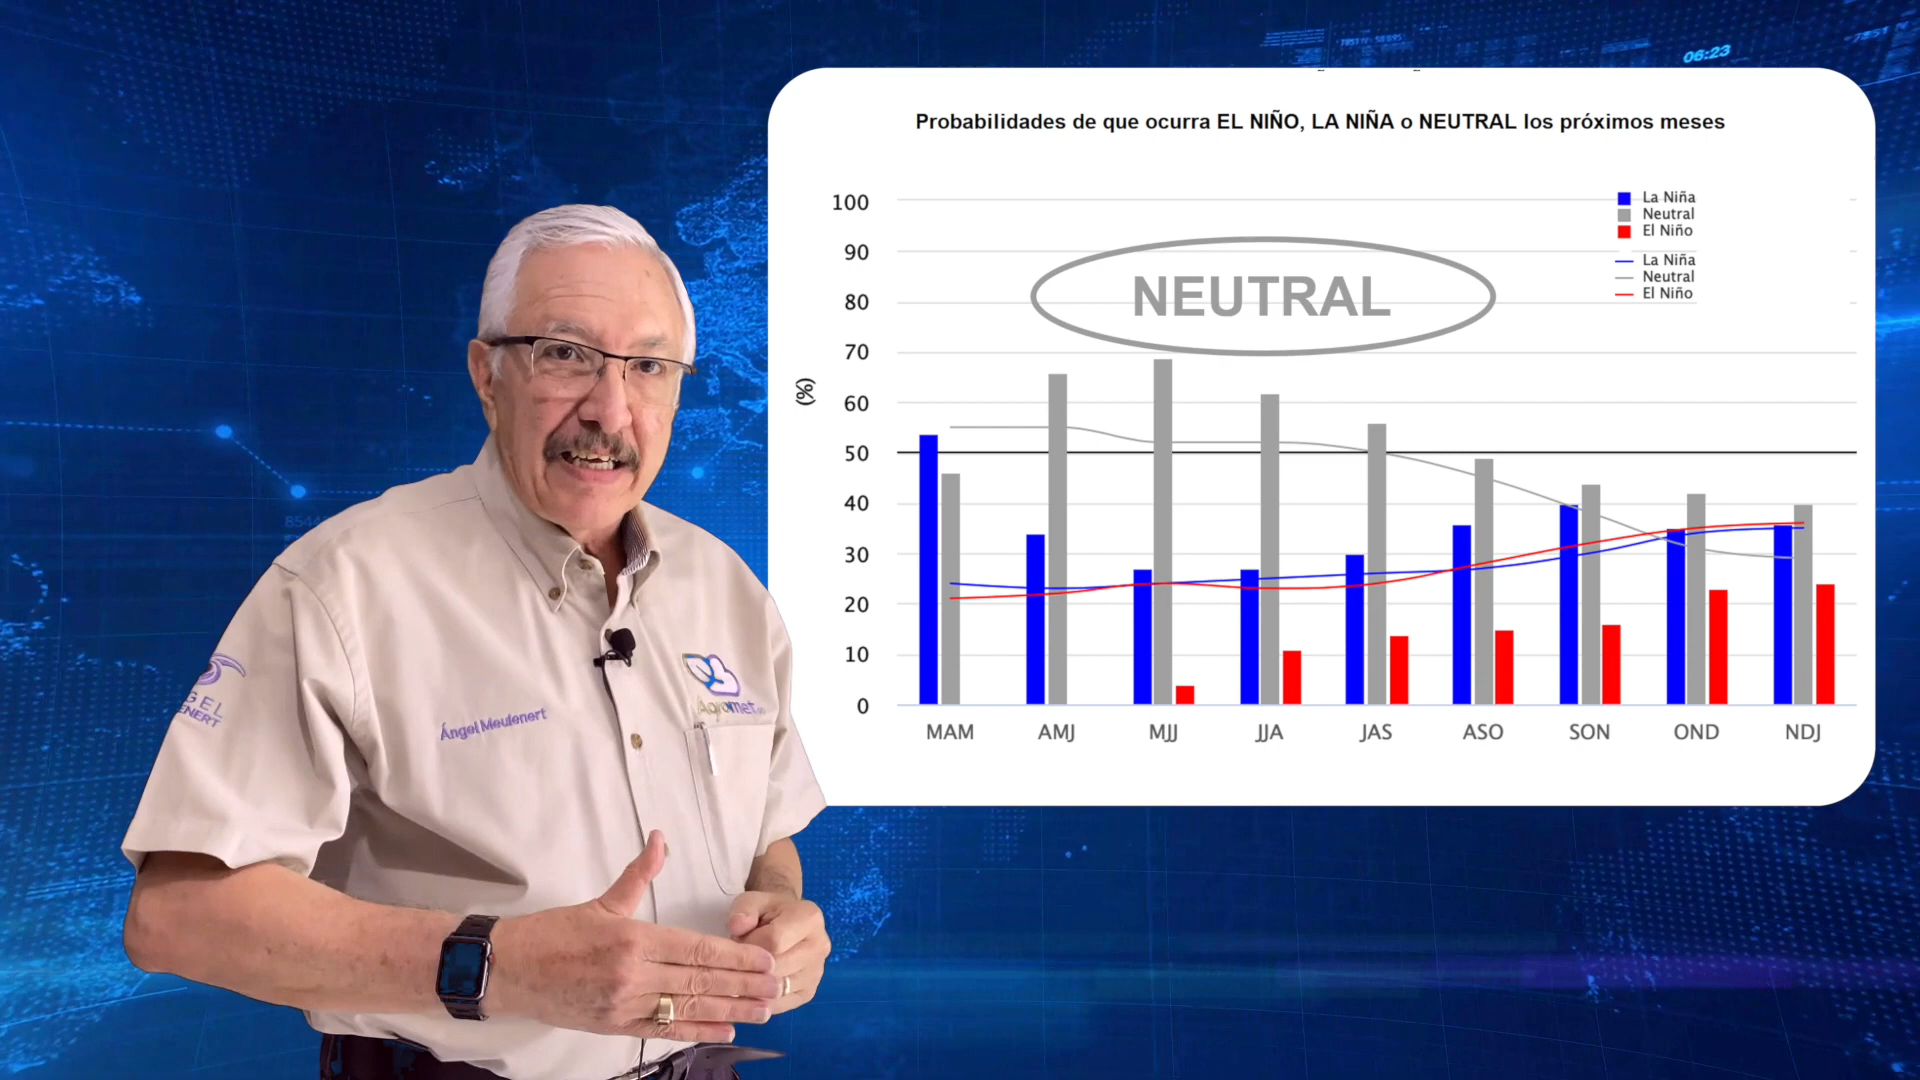 06:23
Probabilidades de que ocurra EL NIÑO, LA NIÑA o NEUTRAL los próximos meses
La Niña
Neutral
El Niño
La Niña
Neutral
El Niño
NEUTRAL
(%)
100
90
80
70
60
50
40
30
20
10
0
MAM AMJ MJJ JJA JAS ASO SON OND NDJ
Ángel Meulenert
Agromet